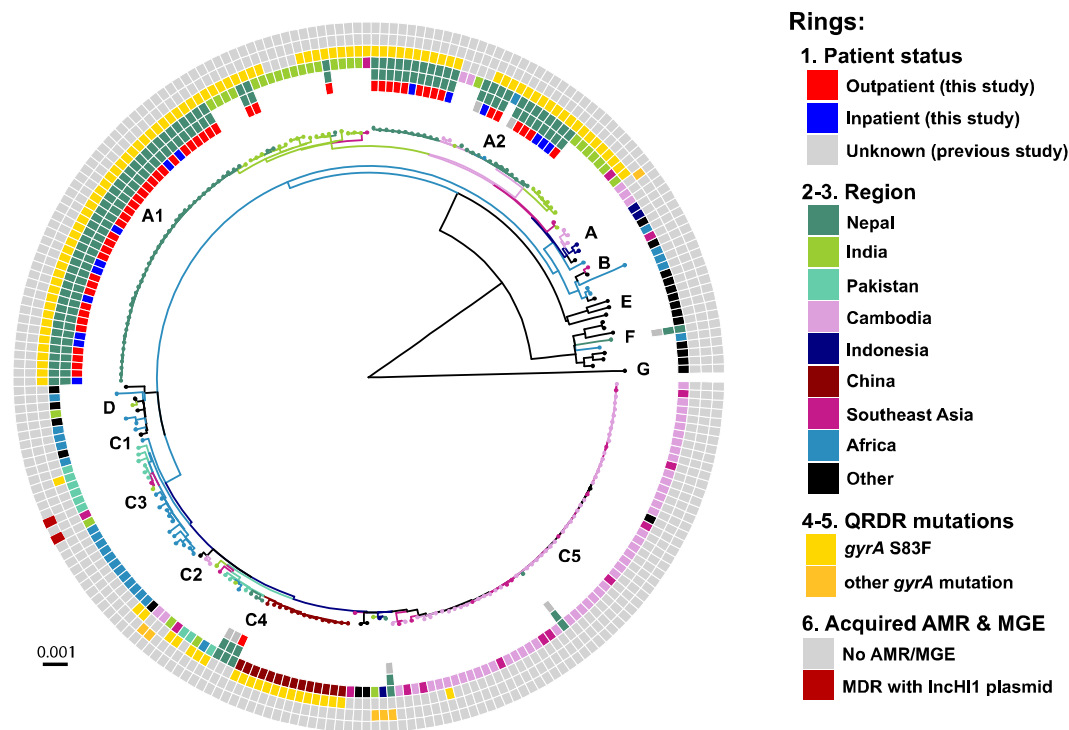 Rings:
1. Patient status
Outpatient (this study)
Inpatient (this study)
Unknown (previous study)
2-3. Region
Nepal
India
Pakistan
Cambodia
Indonesia
China
Southeast Asia
Africa
Other
4-5. QRDR mutations
gyrA S83F
other gyrA mutation
6. Acquired AMR & MGE
No AMR/MGE
MDR with IncHI1 plasmid
A2
A1
A
B
E
F
G
D
C1
C3
C2
C4
C5
0.001